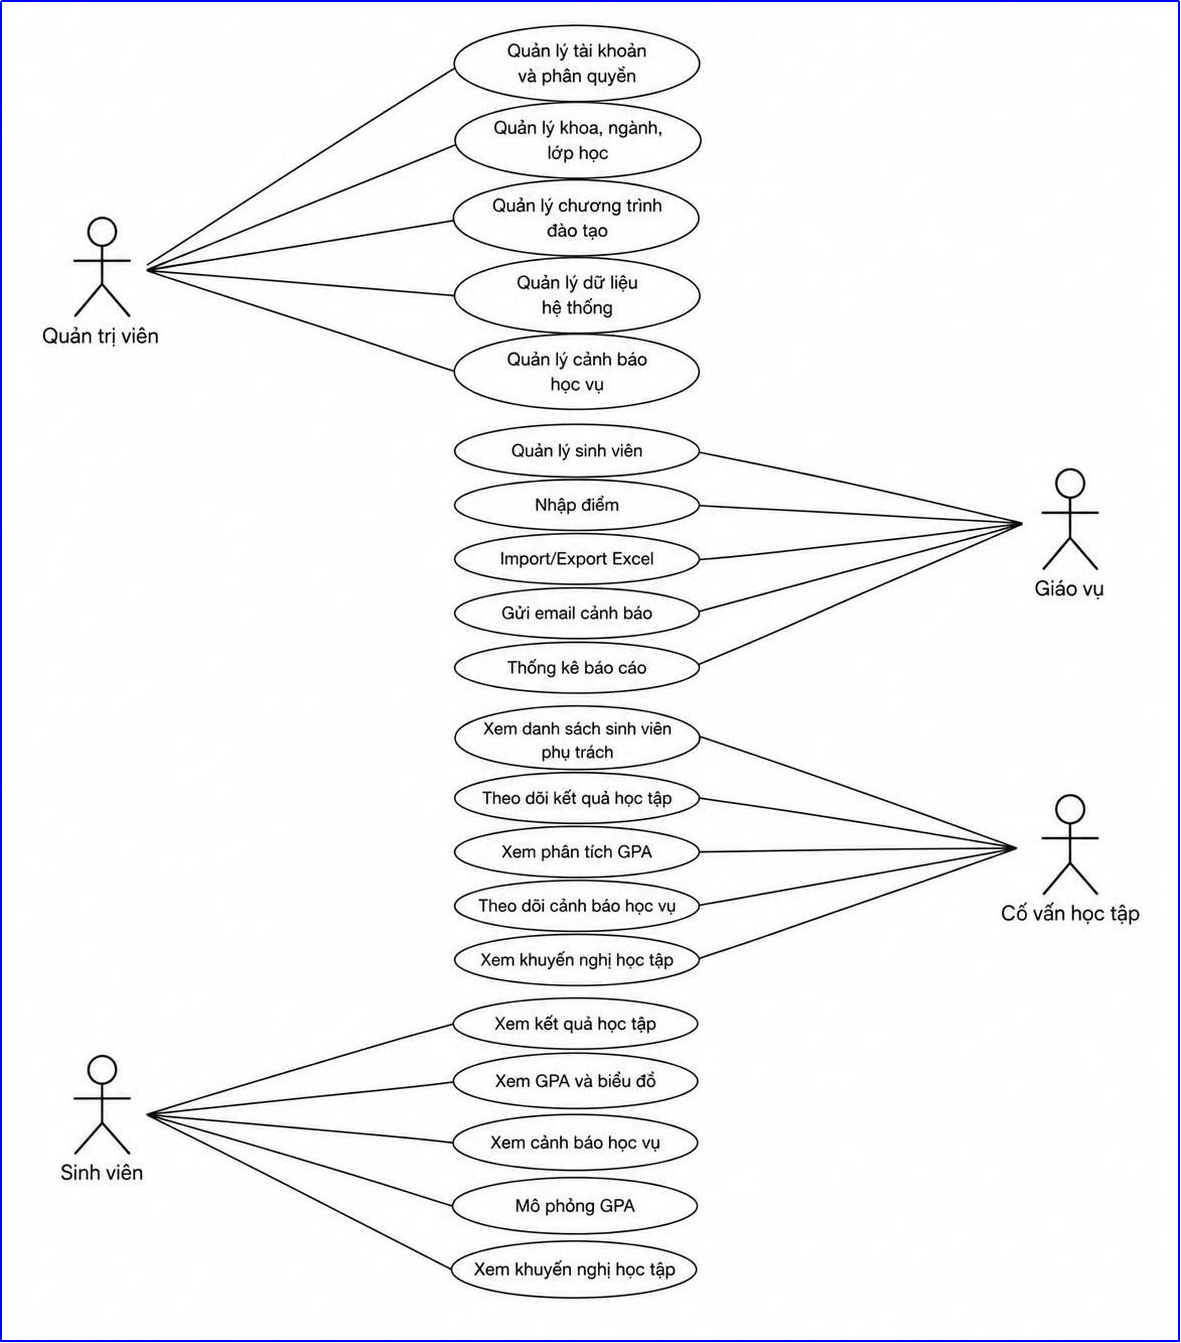 Quản lý tài khoản
và phân quyền
Quản lý khoa, ngành,
lớp học
Quản lý chương trình
đào tạo
Quản lý dữ liệu
hệ thống
Quản lý cảnh báo
học vụ
Quản trị viên
Quản lý sinh viên
Nhập điểm
Import/Export Excel
Gửi email cảnh báo
Thống kê báo cáo
Giáo vụ
Xem danh sách sinh viên
phụ trách
Theo dõi kết quả học tập
Xem phân tích GPA
Theo dõi cảnh báo học vụ
Xem khuyến nghị học tập
Cố vấn học tập
Xem kết quả học tập
Xem GPA và biểu đồ
Xem cảnh báo học vụ
Mô phỏng GPA
Xem khuyến nghị học tập
Sinh viên